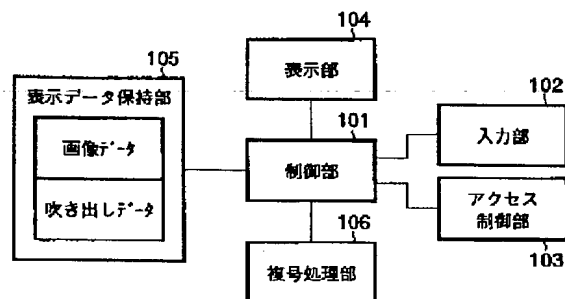 104
105
表示部
102
表示データ保持部
101
入力部
画像データ
制御部
吹き出しデータ
アクセス
制御部
106
103
復号処理部